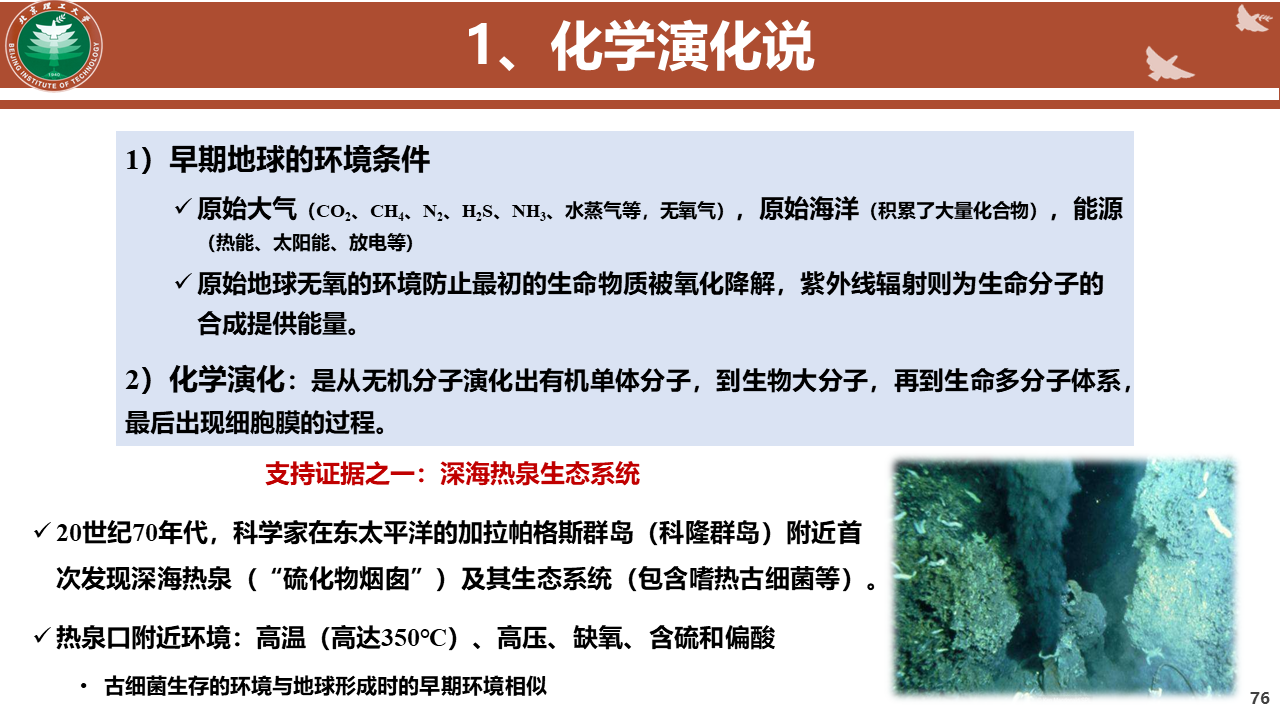 北京理工大学
BEIJING INSTITUTE OF TECHNOLOGY
1940
1、化学演化说
1）早期地球的环境条件
✓ 原始大气（CO₂、CH₄、N₂、H₂S、NH₃、水蒸气等，无氧气），原始海洋（积累了大量化合物），能源
（热能、太阳能、放电等）
✓ 原始地球无氧的环境防止最初的生命物质被氧化降解，紫外线辐射则为生命分子的
合成提供能量。
2）化学演化：是从无机分子演化出有机单体分子，到生物大分子，再到生命多分子体系，
最后出现细胞膜的过程。
支持证据之一：深海热泉生态系统
✓ 20世纪70年代，科学家在东太平洋的加拉帕格斯群岛（科隆群岛）附近首
次发现深海热泉（“硫化物烟囱”）及其生态系统（包含嗜热古细菌等）。
✓ 热泉口附近环境：高温（高达350℃）、高压、缺氧、含硫和偏酸
• 古细菌生存的环境与地球形成时的早期环境相似
76